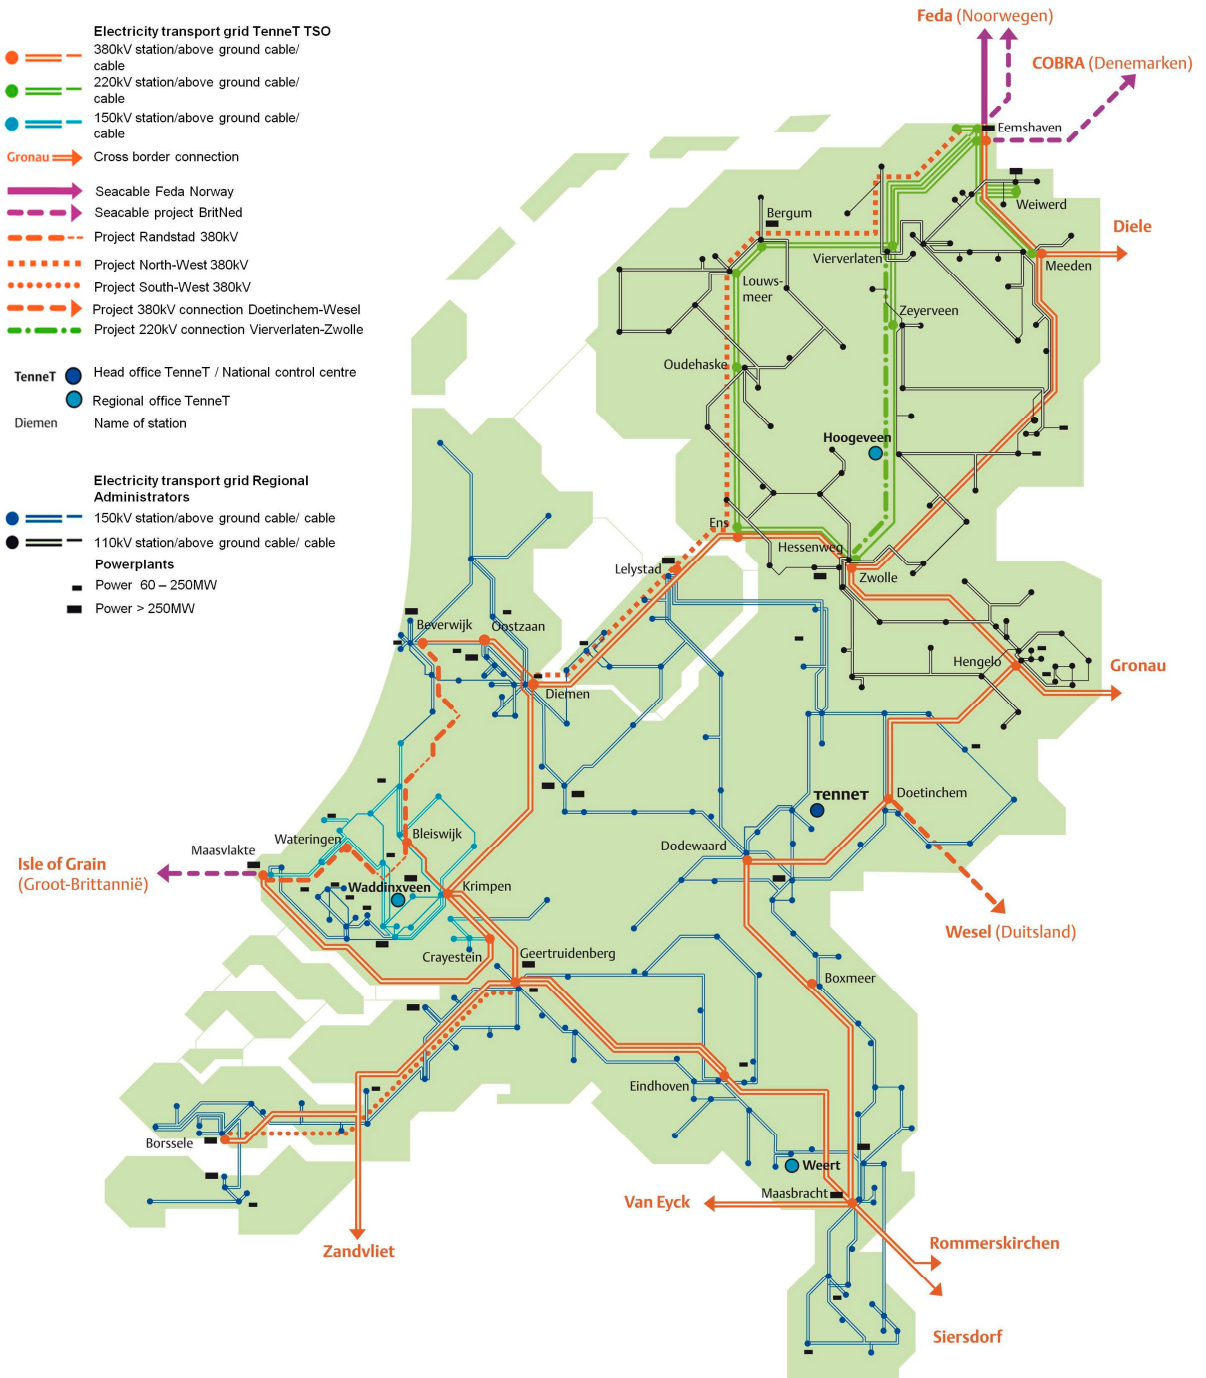 Electricity transport grid TenneT TSO
380kV station/above ground cable/
cable
220kV station/above ground cable/
cable
150kV station/above ground cable/
cable
Gronau
Cross border connection
Seacable Feda Norway
Seacable project BritNed
Project Randstad 380kV
Project North-West 380kV
Project South-West 380kV
Project 380kV connection Doetinchem-Wesel
Project 220kV connection Vierverlaten-Zwolle
TenneT
Head office TenneT / National control centre
Regional office TenneT
Diemen
Name of station
Electricity transport grid Regional
Administrators
150kV station/above ground cable/ cable
110kV station/above ground cable/ cable
Powerplants
Power 60 – 250MW
Power > 250MW
Feda (Noorwegen)
COBRA (Denemarken)
Eemshaven
Weiwerd
Bergum
Diele
Vierverlaten
Meeden
Louws-
meer
Zeyerveen
Oudehaske
Hoogeveen
Ens
Hessenweg
Lelystad
Zwolle
Beverwijk
Oostzaan
Hengelo
Gronau
Diemen
TenneT
Doetinchem
Wateringen
Bleiswijk
Maasvlakte
Dodewaard
Isle of Grain
(Groot-Brittannië)
Waddinxveen
Krimpen
Wesel (Duitsland)
Crayestein
Geertruidenberg
Boxmeer
Eindhoven
Borssele
Weert
Maasbracht
Van Eyck
Zandvliet
Rommerskirchen
Siersdorf